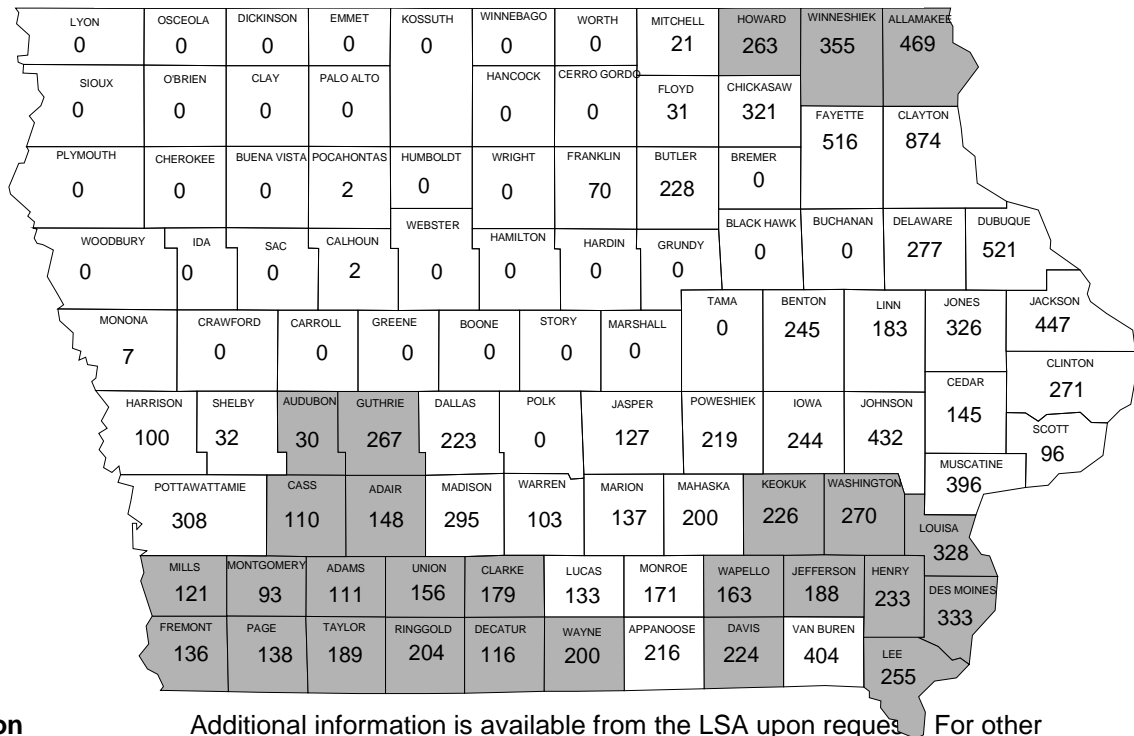 LYON OSCEOLA DICKINSON EMMET KOSSUTH WINNEBAGO WORTH MITCHELL HOWARD WINNESHIEK ALLAMAKEE
0 0 0 0 0 0 0 21 263 355 469
SIOUX O'BRIEN CLAY PALO ALTO HANCOCK CERRO GORDO FLOYD CHICKASAW
0 0 0 0 0 0 31 321
FAYETTE CLAYTON
516 874
PLYMOUTH CHEROKEE BUENA VISTA POCAHONTAS HUMBOLDT WRIGHT FRANKLIN BUTLER BREMER
0 0 0 2 0 0 70 228 0
WOODBURY IDA SAC CALHOUN WEBSTER HAMILTON HARDIN GRUNDY BLACK HAWK BUCHANAN DELAWARE DUBUQUE
0 0 0 2 0 0 0 0 0 0 277 521
MONONA CRAWFORD CARROLL GREENE BOONE STORY MARSHALL TAMA BENTON LINN JONES JACKSON
7 0 0 0 0 0 0 0 245 183 326 447
CLINTON
271
HARRISON SHELBY AUDUBON GUTHRIE DALLAS POLK JASPER POWESHIEK IOWA JOHNSON CEDAR
100 32 30 267 223 0 127 219 244 432 145
SCOTT
96
MUSCATINE
396
POTTAWATTAMIE CASS ADAIR MADISON WARREN MARION MAHASKA KEOKUK WASHINGTON
308 110 148 295 103 137 200 226 270
LOUISA
328
MILLS MONTGOMERY ADAMS UNION CLARKE LUCAS MONROE WAPELLO JEFFERSON HENRY DES MOINES
121 93 111 156 179 133 171 163 188 233 333
FREMONT PAGE TAYLOR RINGGOLD DECATUR WAYNE APPANOOSE DAVIS VAN BUREN LEE
136 138 189 204 116 200 216 224 404 255
on Additional information is available from the LSA upon reques For other